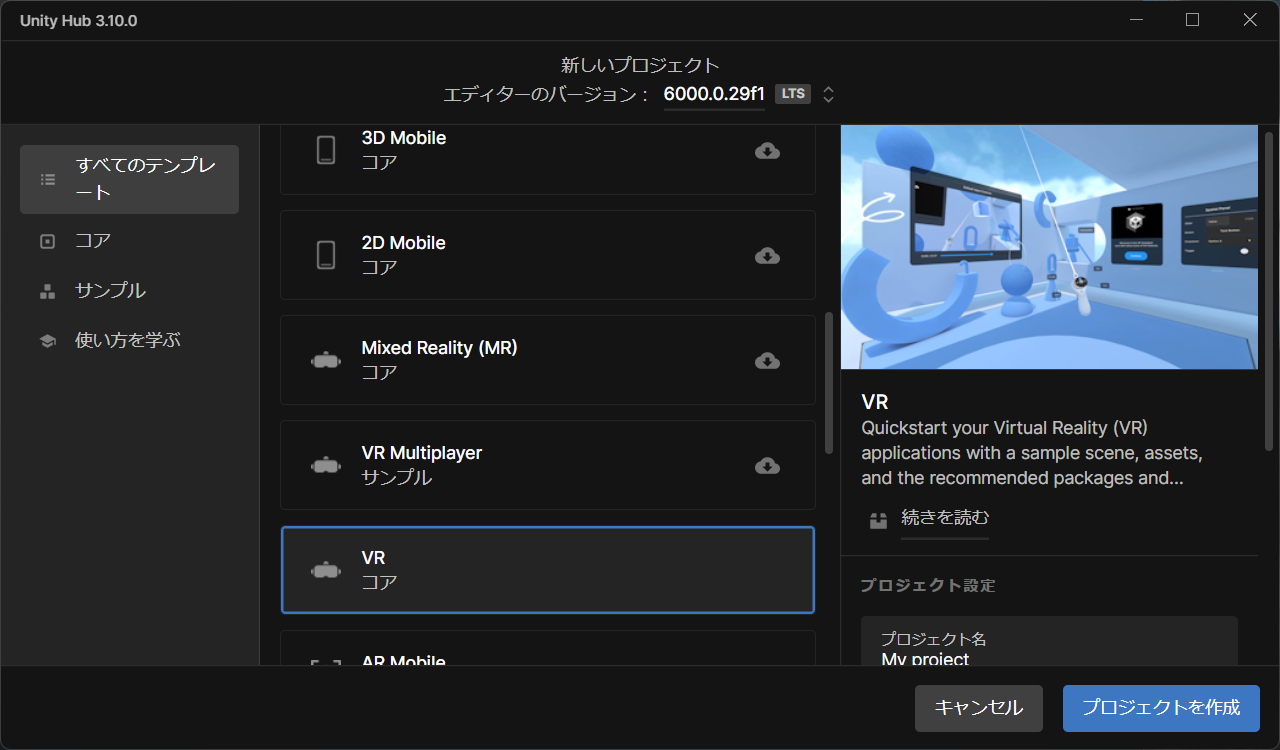 Unity Hub 3.10.0
新しいプロジェクト
エディターのバージョン： 6000.0.29f1 LTS
すべてのテンプレ
ート
コア
サンプル
使い方を学ぶ
3D Mobile
コア
2D Mobile
コア
Mixed Reality (MR)
コア
VR Multiplayer
サンプル
VR
コア
AR Mobile
VR
Quickstart your Virtual Reality (VR)
applications with a sample scene, assets,
and the recommended packages and...
続きを読む
プロジェクト設定
プロジェクト名
My project
キャンセル
プロジェクトを作成